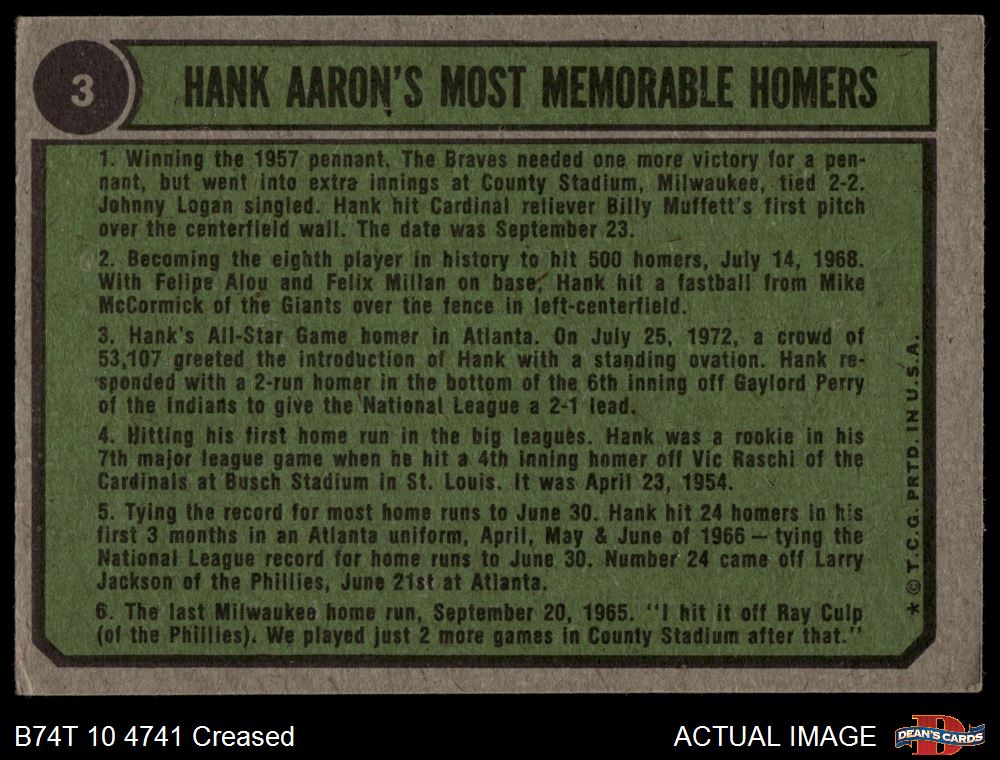 3
HANK AARON'S MOST MEMORABLE HOMERS
1. Winning the 1957 pennant. The Braves needed one more victory for a pen-
nant, but went into extra innings at County Stadium, Milwaukee, tied 2-2.
Johnny Logan singled. Hank hit Cardinal reliever Billy Muffett's first pitch
over the centerfield wall. The date was September 23.
2. Becoming the eighth player in history to hit 500 homers, July 14, 1968.
With Felipe Alou and Felix Millan on base, Hank hit a fastball from Mike
McCormick of the Giants over the fence in left-centerfield.
3. Hank's All-Star Game homer in Atlanta. On July 25, 1972, a crowd of
53,107 greeted the introduction of Hank with a standing ovation. Hank re-
sponded with a 2-run homer in the bottom of the 6th inning off Gaylord Perry
of the Indians to give the National League a 2-1 lead.
4. Hitting his first home run in the big leagues. Hank was a rookie in his
7th major league game when he hit a 4th inning homer off Vic Raschi of the
Cardinals at Busch Stadium in St. Louis. It was April 23, 1954.
5. Tying the record for most home runs to June 30. Hank hit 24 homers in his
first 3 months in an Atlanta uniform, April, May & June of 1966 — tying the
National League record for home runs to June 30. Number 24 came off Larry
Jackson of the Phillies, June 21st at Atlanta.
6. The last Milwaukee home run, September 20, 1965. "I hit it off Ray Culp
(of the Phillies). We played just 2 more games in County Stadium after that."
* © T.C.G. PRTD. IN U.S.A.
B74T 10 4741 Creased
ACTUAL IMAGE
D
DEAN'S CARDS